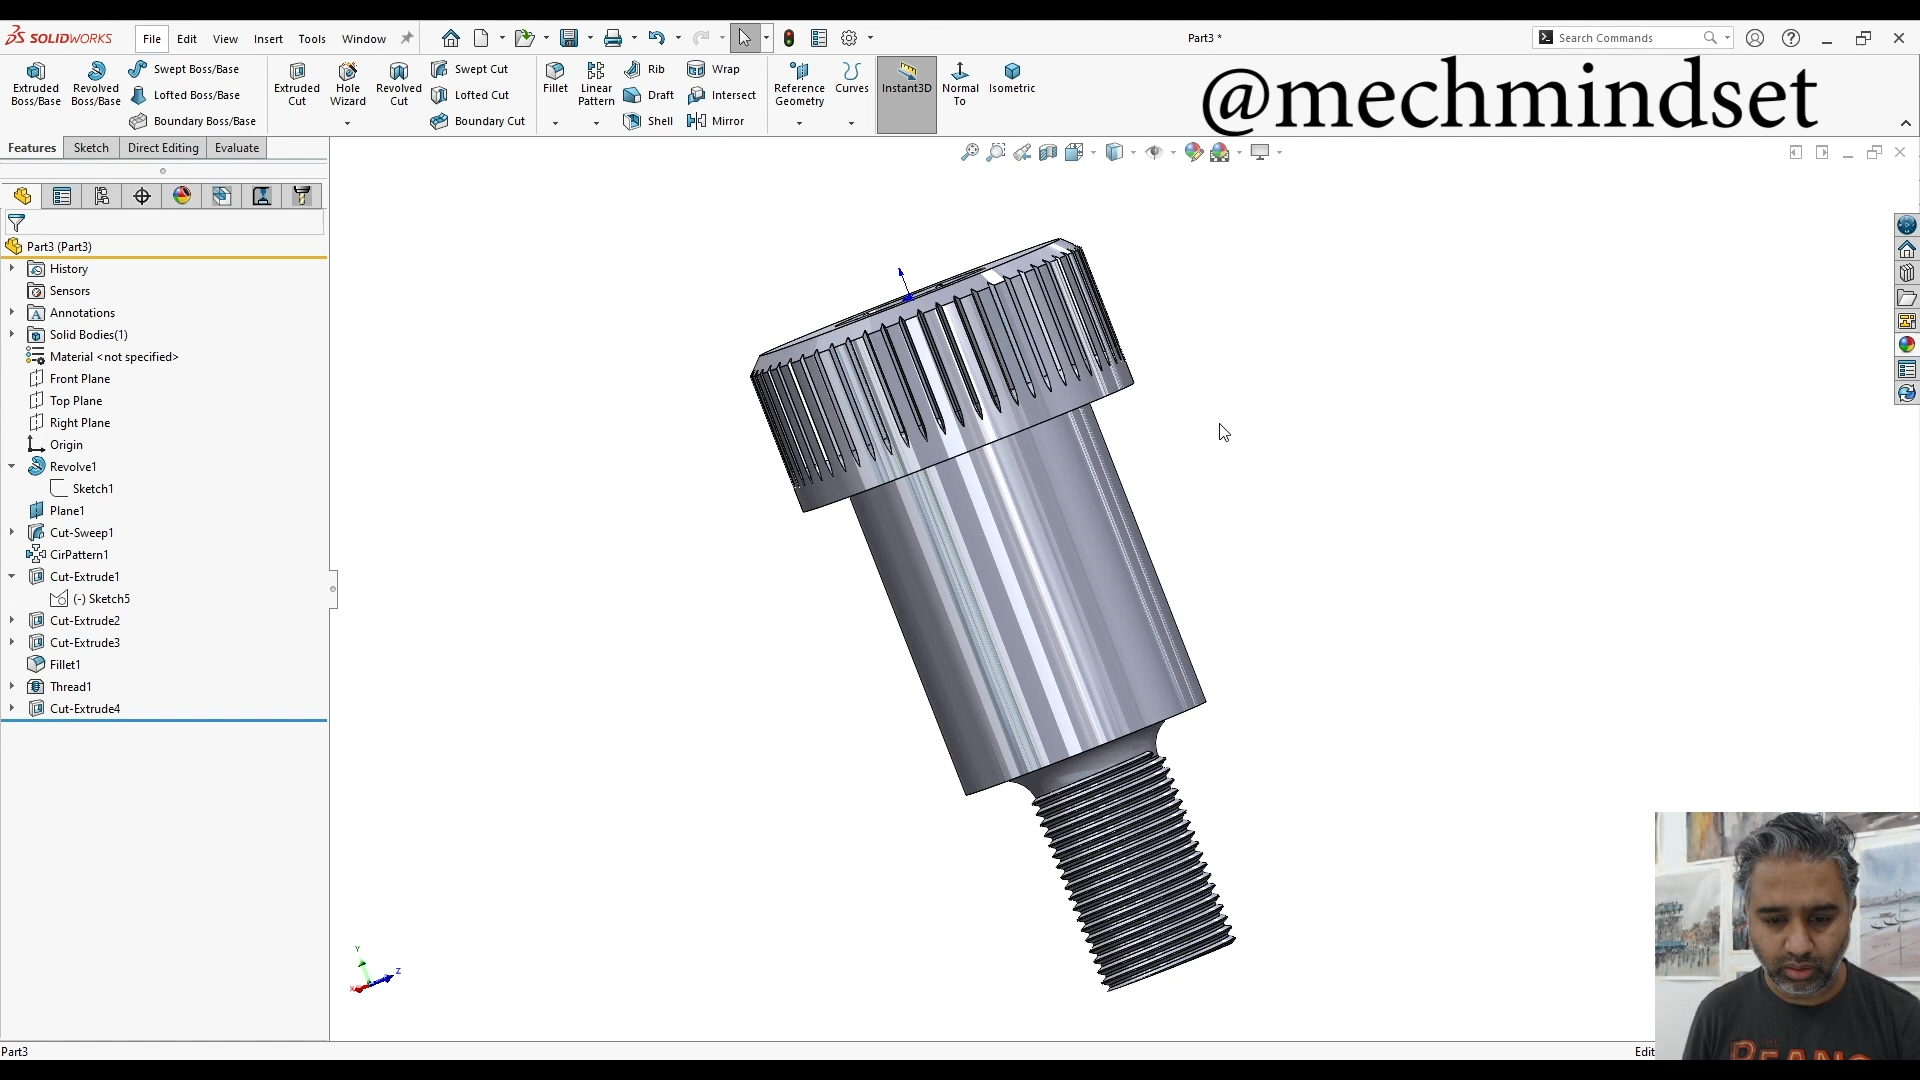 SOLIDWORKS File Edit View Insert Tools Window Part3 * Search Commands
Extruded Boss/Base Revolved Boss/Base Swept Boss/Base Lofted Boss/Base Boundary Boss/Base
Extruded Cut Hole Wizard Revolved Cut Swept Cut Lofted Cut Boundary Cut
Fillet Linear Pattern Rib Draft Shell Wrap Intersect Mirror
Reference Geometry Curves Instant3D Normal To Isometric
@mechmindset
Features Sketch Direct Editing Evaluate
Part3 (Part3)
History
Sensors
Annotations
Solid Bodies(1)
Material <not specified>
Front Plane
Top Plane
Right Plane
Origin
Revolve1
Sketch1
Plane1
Cut-Sweep1
CirPattern1
Cut-Extrude1
(-) Sketch5
Cut-Extrude2
Cut-Extrude3
Fillet1
Thread1
Cut-Extrude4
Y
Z
X
Part3